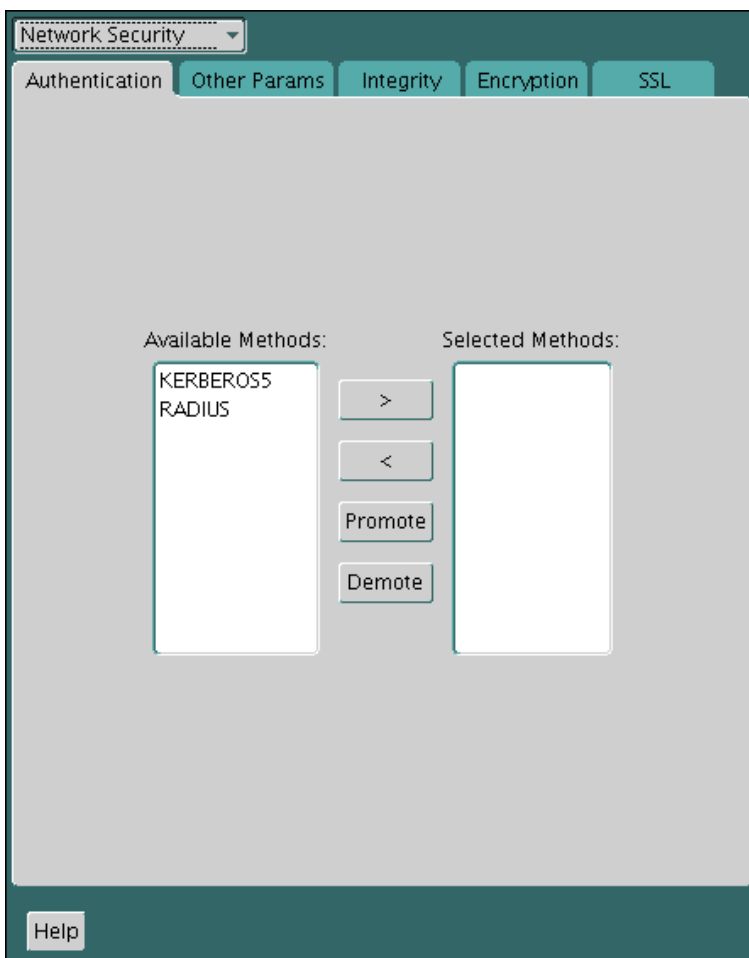 Network Security
Authentication Other Params Integrity Encryption SSL
Available Methods: Selected Methods:
KERBEROS5
RADIUS
>
<
Promote
Demote
Help